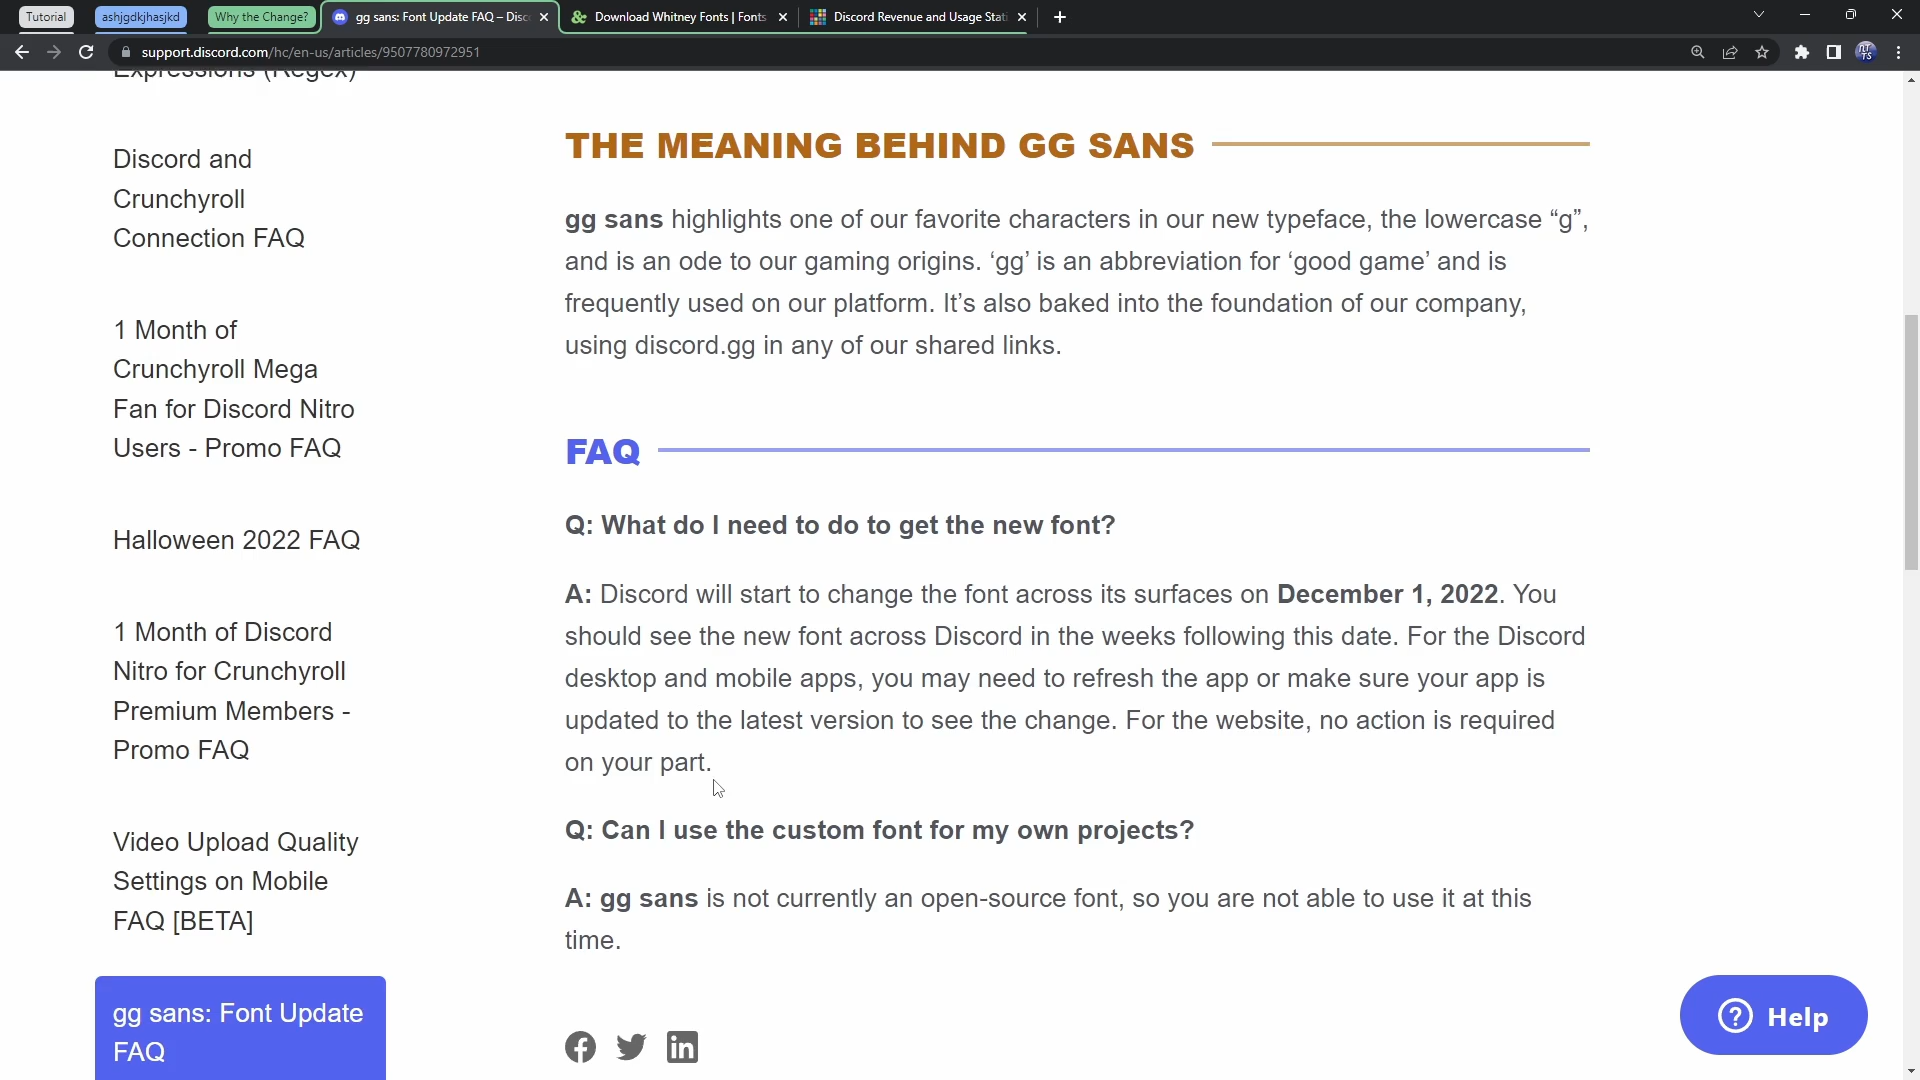 Tutorial
ashjgdkjhasjkd
Why the Change?
gg sans: Font Update FAQ – Disc
Download Whitney Fonts | Fonts
Discord Revenue and Usage Stati
support.discord.com/hc/en-us/articles/9507780972951
Expressions (Regex)
Discord and
Crunchyroll
Connection FAQ
1 Month of
Crunchyroll Mega
Fan for Discord Nitro
Users - Promo FAQ
Halloween 2022 FAQ
1 Month of Discord
Nitro for Crunchyroll
Premium Members -
Promo FAQ
Video Upload Quality
Settings on Mobile
FAQ [BETA]
gg sans: Font Update
FAQ
THE MEANING BEHIND GG SANS
gg sans highlights one of our favorite characters in our new typeface, the lowercase “g”,
and is an ode to our gaming origins. ‘gg’ is an abbreviation for ‘good game’ and is
frequently used on our platform. It’s also baked into the foundation of our company,
using discord.gg in any of our shared links.
FAQ
Q: What do I need to do to get the new font?
A: Discord will start to change the font across its surfaces on December 1, 2022. You
should see the new font across Discord in the weeks following this date. For the Discord
desktop and mobile apps, you may need to refresh the app or make sure your app is
updated to the latest version to see the change. For the website, no action is required
on your part.
Q: Can I use the custom font for my own projects?
A: gg sans is not currently an open-source font, so you are not able to use it at this
time.
Help